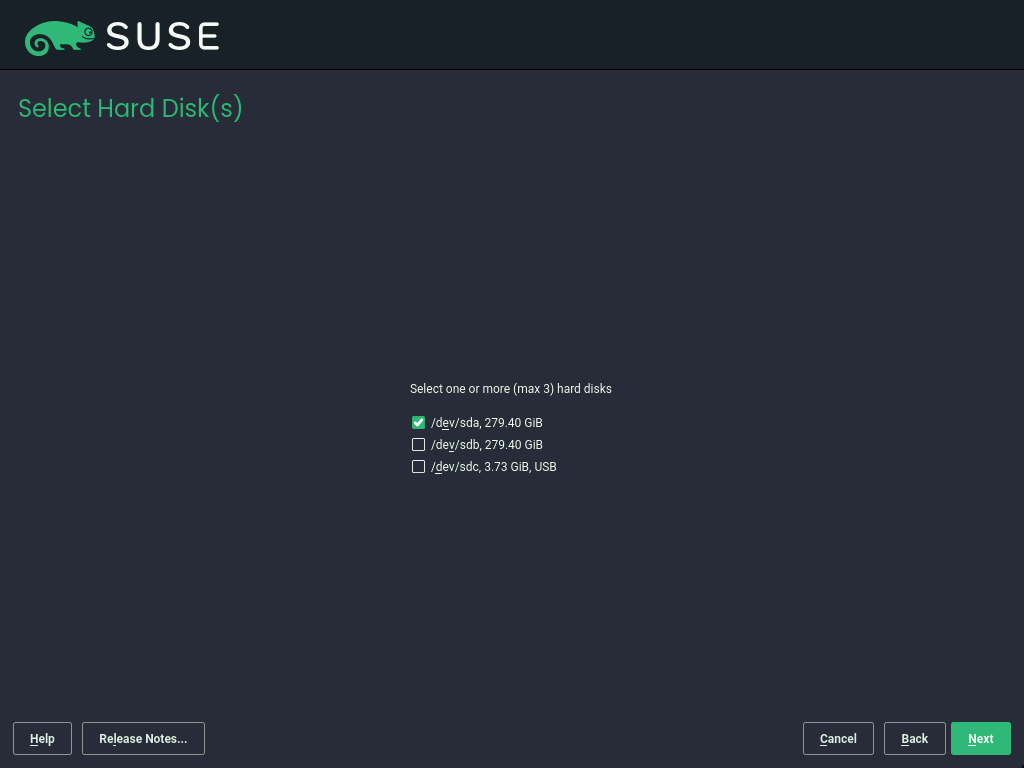 SUSE
Select Hard Disk(s)
Select one or more (max 3) hard disks
/dev/sda, 279.40 GiB
/dev/sdb, 279.40 GiB
/dev/sdc, 3.73 GiB, USB
Help Release Notes... Cancel Back Next